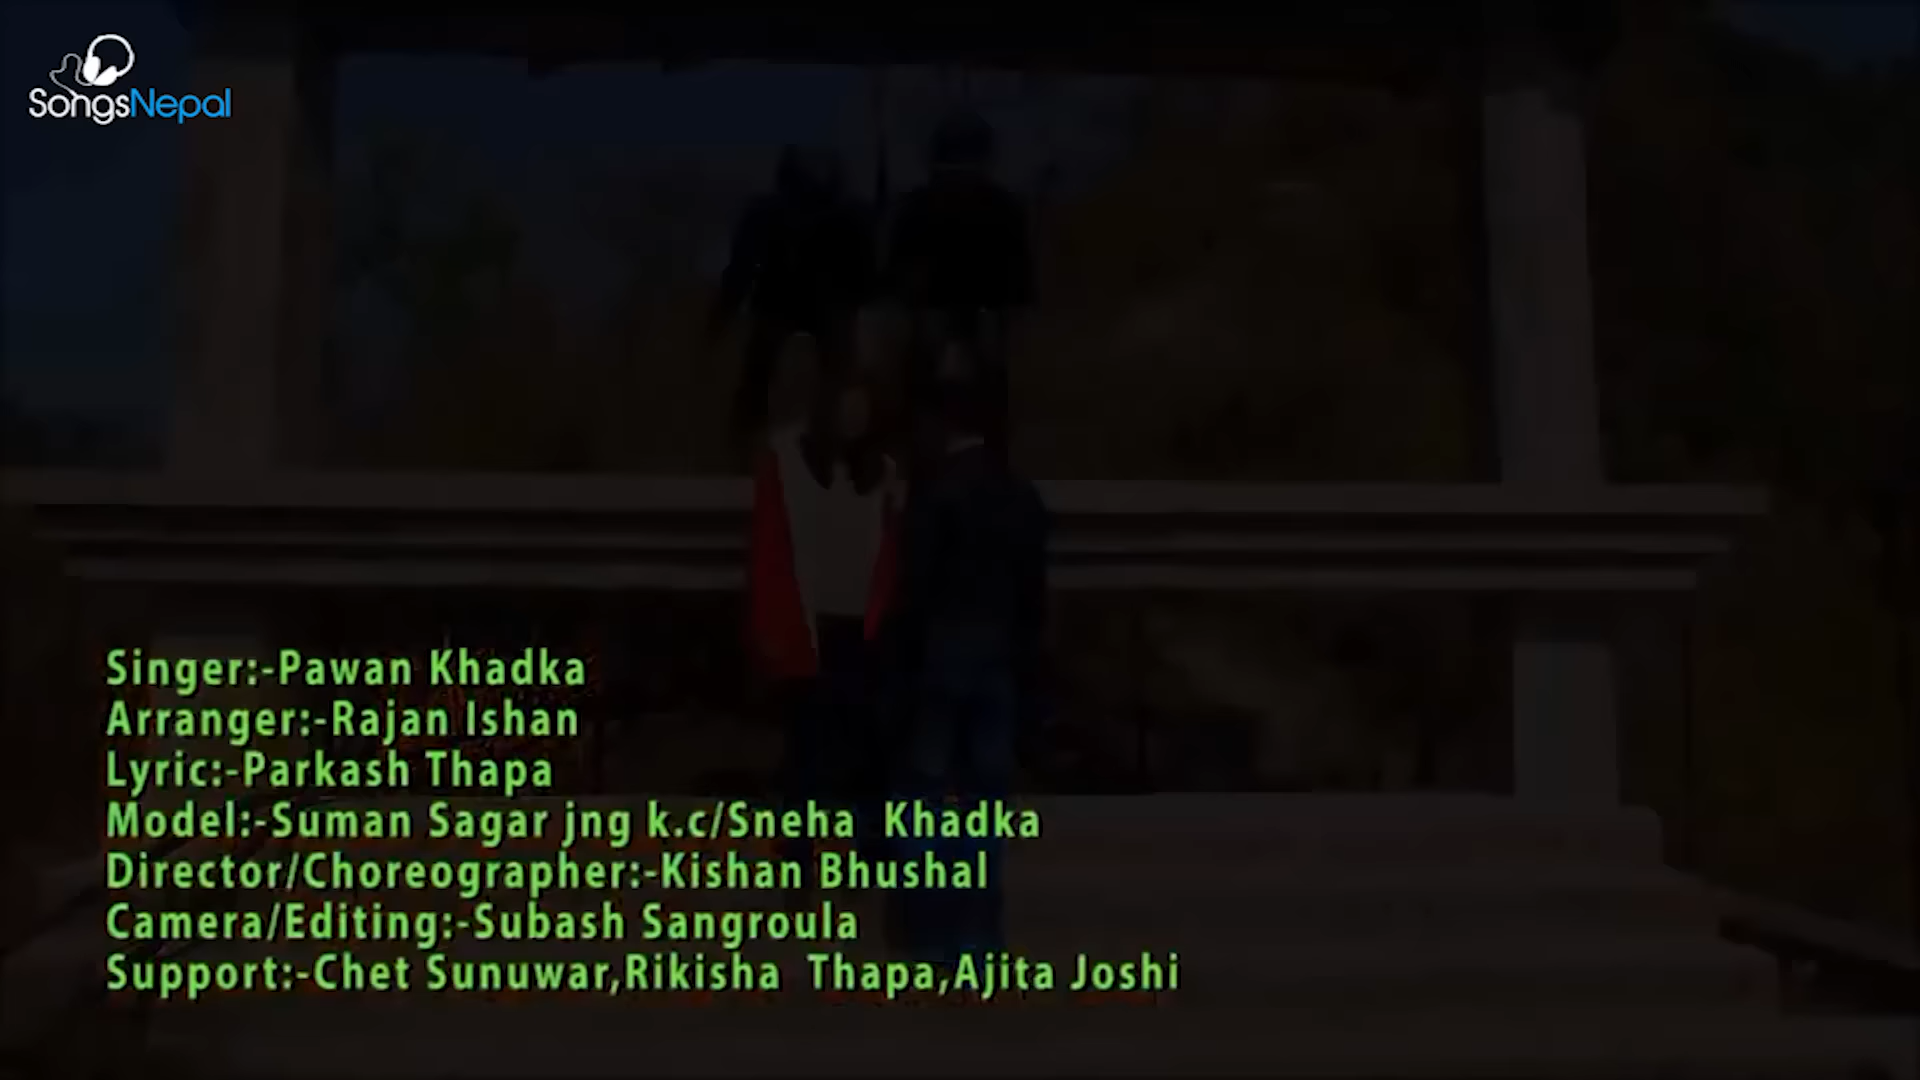 SongsNepal
Singer:-Pawan Khadka
Arranger:-Rajan Ishan
Lyric:-Parkash Thapa
Model:-Suman Sagar jng k.c/Sneha Khadka
Director/Choreographer:-Kishan Bhushal
Camera/Editing:-Subash Sangroula
Support:-Chet Sunuwar,Rikisha Thapa,Ajita Joshi